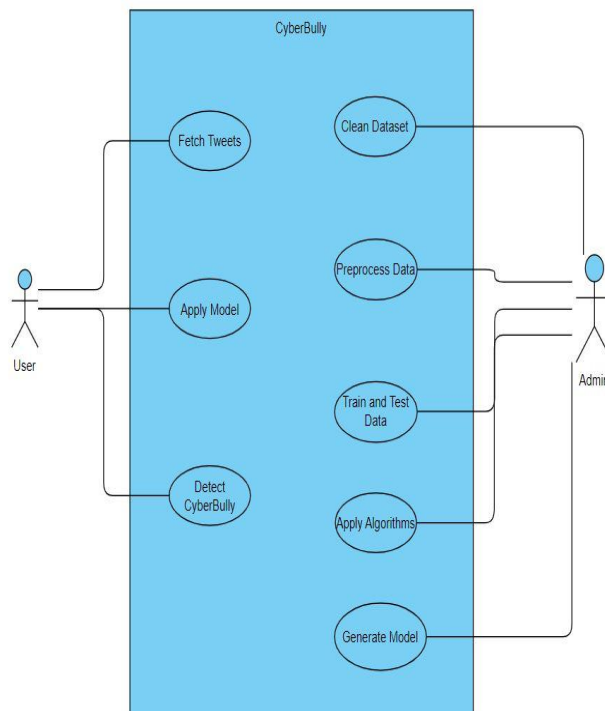 CyberBully
Fetch Tweets
Clean Dataset
Preprocess Data
Apply Model
User
Admin
Train and Test
Data
Detect
CyberBully
Apply Algorithms
Generate Model